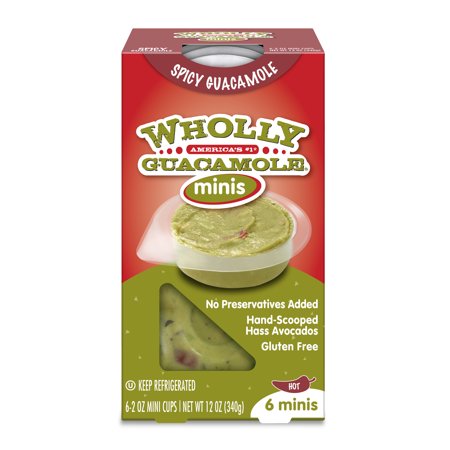 SPICY GUACAMOLE
WHOLLY
AMERICA'S #1*
GUACAMOLE®
minis
No Preservatives Added
Hand-Scooped
Hass Avocados
Gluten Free
HOT
U KEEP REFRIGERATED
6-2 OZ MINI CUPS | NET WT 12 OZ (340g)
6 minis